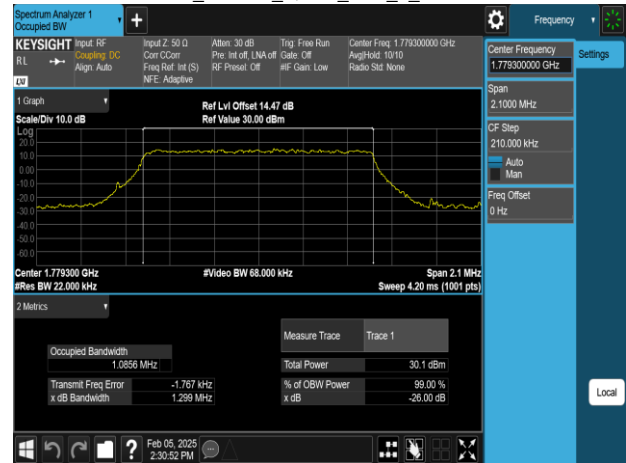 Spectrum Analyzer 1
Occupied BW
Frequency
KEYSIGHT
RL
Input: RF
Coupling: DC
Align: Auto
Input Z: 50 Ω
Corr CCorr
Freq Ref: Int (S)
NFE: Adaptive
Atten: 30 dB
Pre: Int off, LNA off
RF Presel: Off
Trig: Free Run
Gate: Off
#IF Gain: Low
Center Freq: 1.779300000 GHz
Avg|Hold: 10/10
Radio Std: None
LXI
Center Frequency
1.779300000 GHz
Settings
Span
2.1000 MHz
CF Step
210.000 kHz
Auto
Man
Freq Offset
0 Hz
1 Graph
Scale/Div 10.0 dB
Ref Lvl Offset 14.47 dB
Ref Value 30.00 dBm
Log
20.0
10.0
0.00
-10.0
-20.0
-30.0
-40.0
-50.0
-60.0
Center 1.779300 GHz
#Res BW 22.000 kHz
#Video BW 68.000 kHz
Span 2.1 MHz
Sweep 4.20 ms (1001 pts)
2 Metrics
Measure Trace
Trace 1
Occupied Bandwidth
1.0856 MHz
Total Power
30.1 dBm
Transmit Freq Error
-1.767 kHz
% of OBW Power
99.00 %
x dB Bandwidth
1.299 MHz
x dB
-26.00 dB
Local
?
Feb 05, 2025
2:30:52 PM